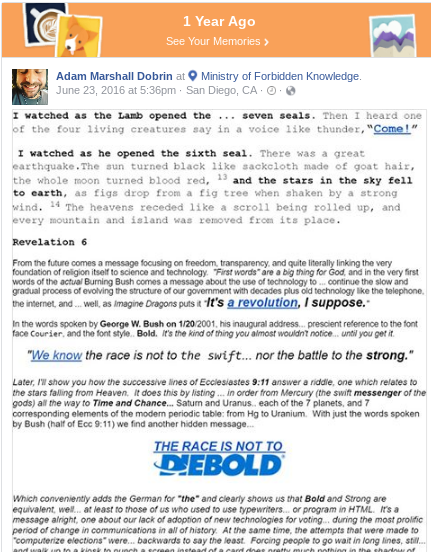 1 Year Ago
See Your Memories ›
Adam Marshall Dobrin at Ministry of Forbidden Knowledge.
June 23, 2016 at 5:36pm · San Diego, CA ·
I watched as the Lamb opened the ... seven seals. Then I heard one
of the four living creatures say in a voice like thunder,“Come!”
I watched as he opened the sixth seal. There was a great
earthquake.The sun turned black like sackcloth made of goat hair,
the whole moon turned blood red, 13 and the stars in the sky fell
to earth, as figs drop from a fig tree when shaken by a strong
wind. 14 The heavens receded like a scroll being rolled up, and
every mountain and island was removed from its place.
Revelation 6
From the future comes a message focusing on freedom, transparency, and quite literally linking the very
foundation of religion itself to science and technology. "First words" are a big thing for God, and in the very first
words of the actual Burning Bush comes a message about the use of technology to ... continue the slow and
gradual process of evolving the structure of our government with decades plus old technology like the telephone,
the internet, and ... well, as Imagine Dragons puts it "It's a revolution, I suppose."
In the words spoken by George W. Bush on 1/20/2001, his inaugural address... prescient reference to the font
face Courier, and the font style.. Bold. it's the kind of thing you almost wouldn't notice... until you get it.
"We know the race is not to the swift... nor the battle to the strong."
Later, I'll show you how the successive lines of Ecclesiastes 9:11 answer a riddle, one which relates to
the stars falling from Heaven. It does this by listing ... in order from Mercury (the swift messenger of the
gods) all the way to Time and Chance... Saturn and Uranus.. each of the 7 planets, and 7
corresponding elements of the modern periodic table: from Hg to Uranium. With just the words spoken
by Bush (half of Ecc 9:11) we find another hidden message...
THE RACE IS NOT TO
DIEBOLD
Which conveniently adds the German for "the" and clearly shows us that Bold and Strong are
equivalent, well... at least to those of us who used to use typewriters... or program in HTML. It's a
message alright, one about our lack of adoption of new technologies for voting... during the most prolific
period of change in communications in all of history. At the same time, the attempts that were made to
"computerize elections" were... backwards to say the least. Forcing people to go wait in long lines, still...
and walk up to a kiosk to punch a screen instead of a card does pretty much nothing in the shadow of